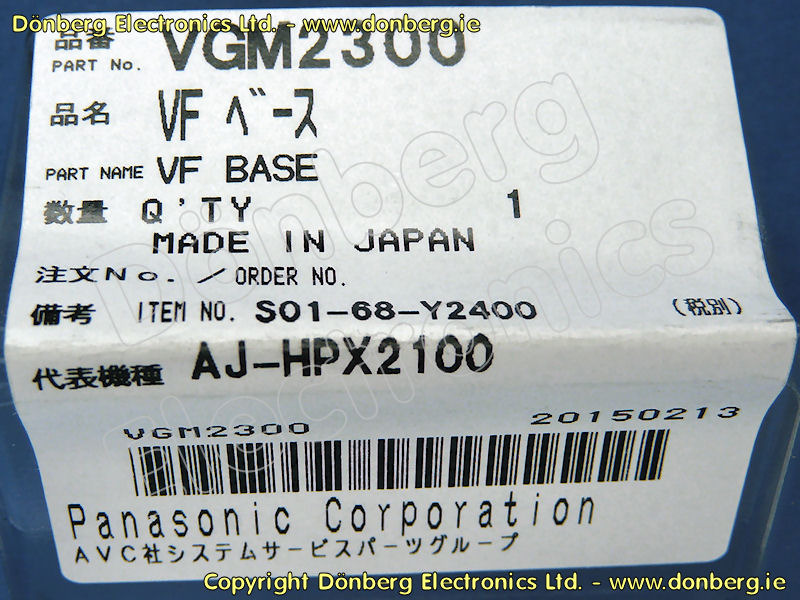 Dönberg Electronics Ltd. - www.donberg.ie
品番 PART No. VGM2300
品名 VF ベース
PART NAME VF BASE
数量 Q'TY 1
MADE IN JAPAN
注文No. / ORDER NO.
備考 ITEM NO. S01-68-Y2400 (税別)
代表機種 AJ-HPX2100
VGM2300 20150213
Panasonic Corporation
AVC社システムサービスパーツグループ
Dönberg Electronics
Copyright Dönberg Electronics Ltd. - www.donberg.ie